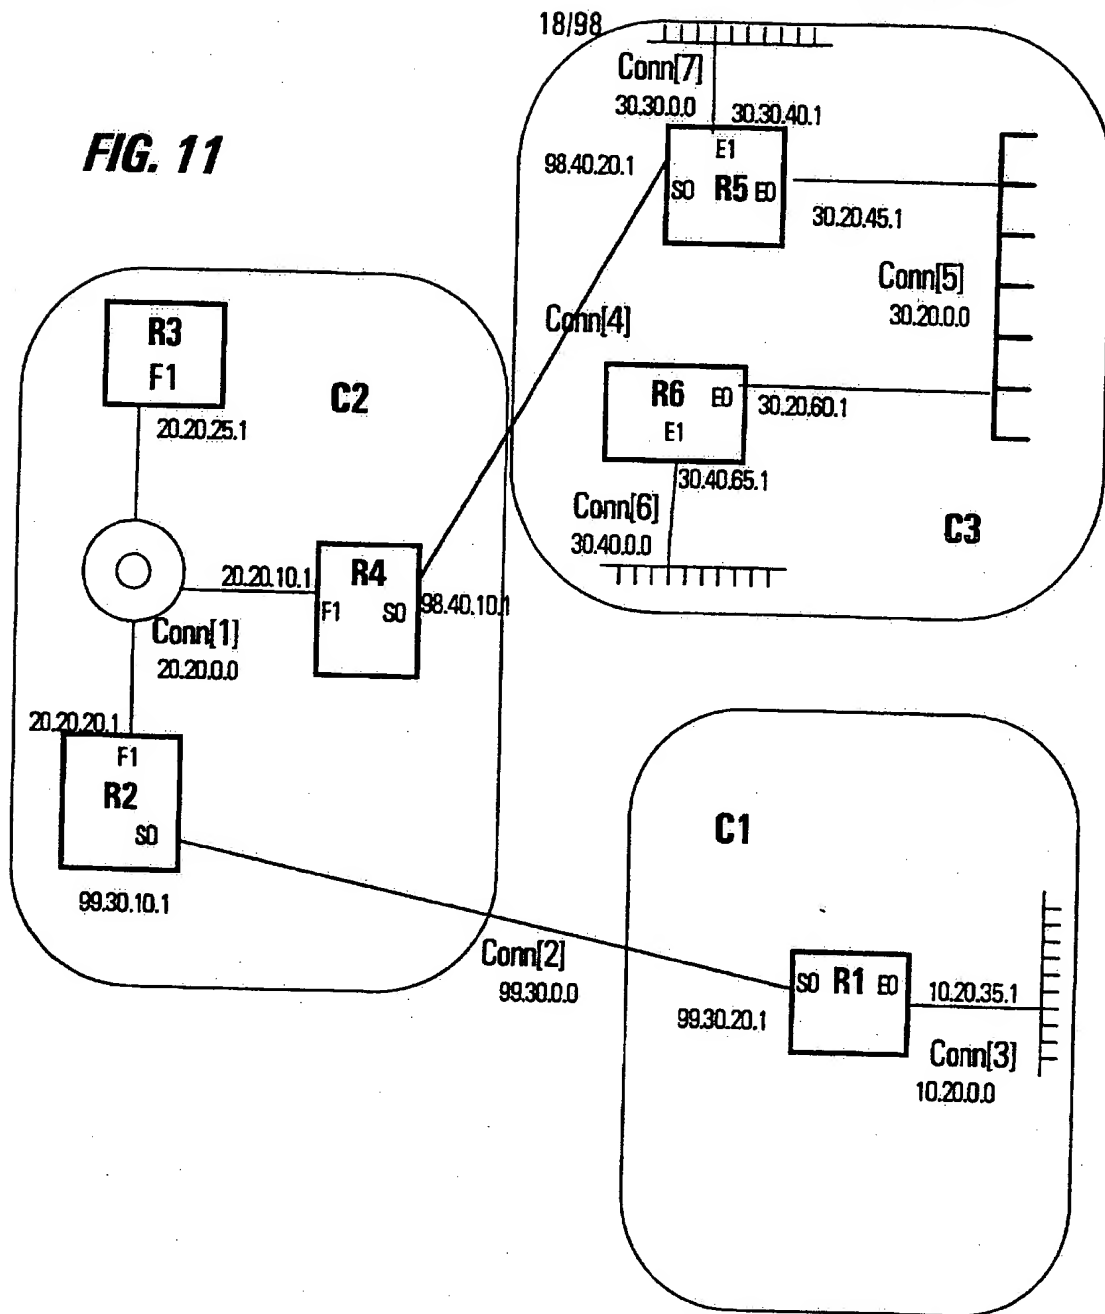 18/98
FIG. 11
Conn[7]
30.30.0.0
30.30.40.1
98.40.20.1
E1
S0 R5 E0
30.20.45.1
Conn[5]
30.20.0.0
Conn[4]
R6 E0
E1
30.20.60.1
30.40.65.1
Conn[6]
30.40.0.0
C3
R3
F1
20.20.25.1
C2
20.20.10.1
R4
F1 S0
98.40.10.1
Conn[1]
20.20.0.0
20.20.20.1
F1
R2
S0
99.30.10.1
Conn[2]
99.30.0.0
C1
99.30.20.1
S0 R1 E0
10.20.35.1
Conn[3]
10.20.0.0